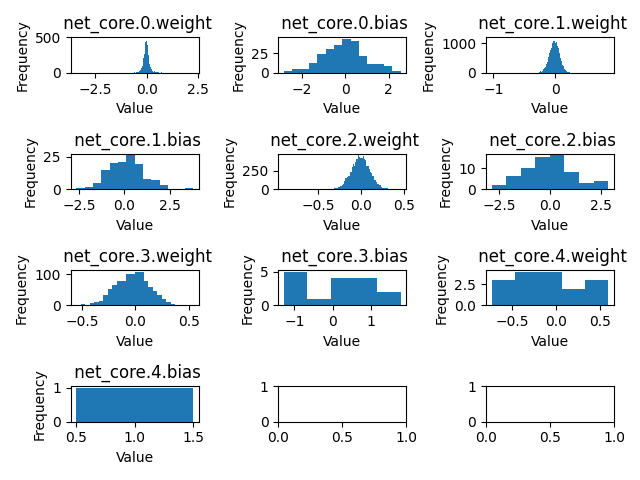 net_core.0.weight
Frequency
500
0
−2.5
0.0
2.5
Value
net_core.0.bias
Frequency
25
0
−2
0
2
Value
net_core.1.weight
Frequency
1000
0
−1
0
Value
net_core.1.bias
Frequency
25
0
−2.5
0.0
2.5
Value
net_core.2.weight
Frequency
250
0
−0.5
0.0
0.5
Value
net_core.2.bias
Frequency
10
0
−2.5
0.0
2.5
Value
net_core.3.weight
Frequency
100
0
−0.5
0.0
0.5
Value
net_core.3.bias
Frequency
5
0
−1
0
1
Value
net_core.4.weight
Frequency
2.5
0.0
−0.5
0.0
0.5
Value
net_core.4.bias
Frequency
1
0
0.5
1.0
1.5
Value
1
0
0.0
0.5
1.0
1
0
0.0
0.5
1.0